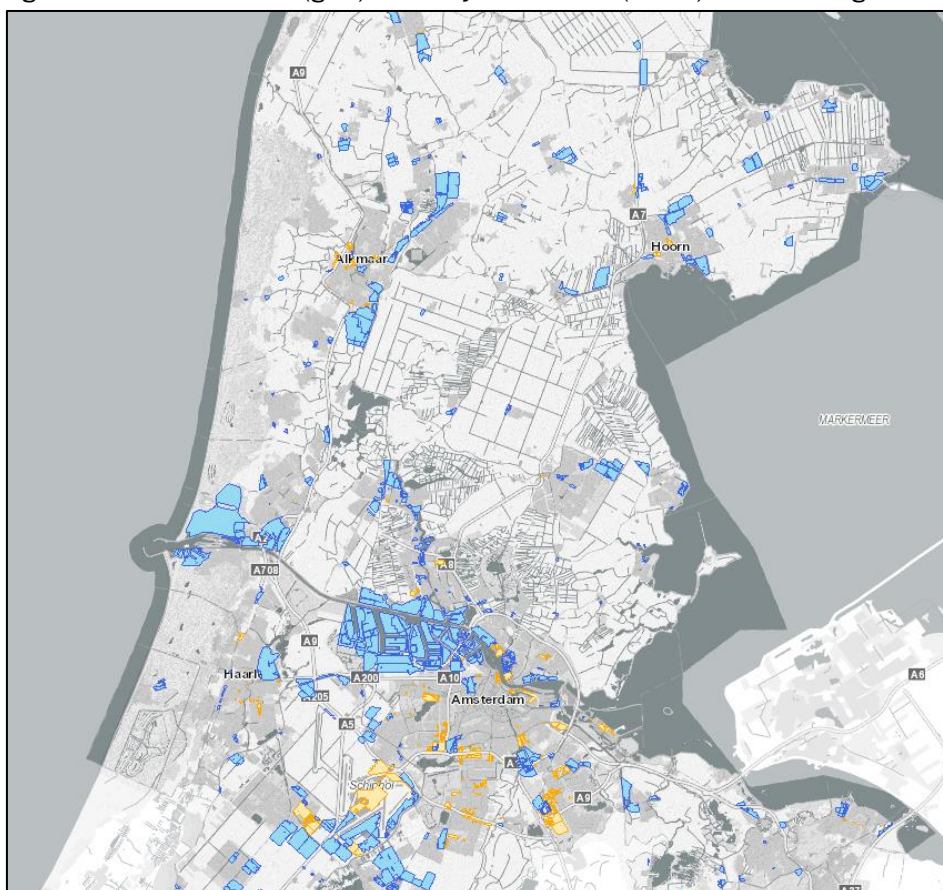 A9
A7
Hoorn
Alkmaar
MARKERMEER
A8
A708
A9
A6
Haarl
A200
A10
A205
Amsterdam
A5
Schiphol
A9